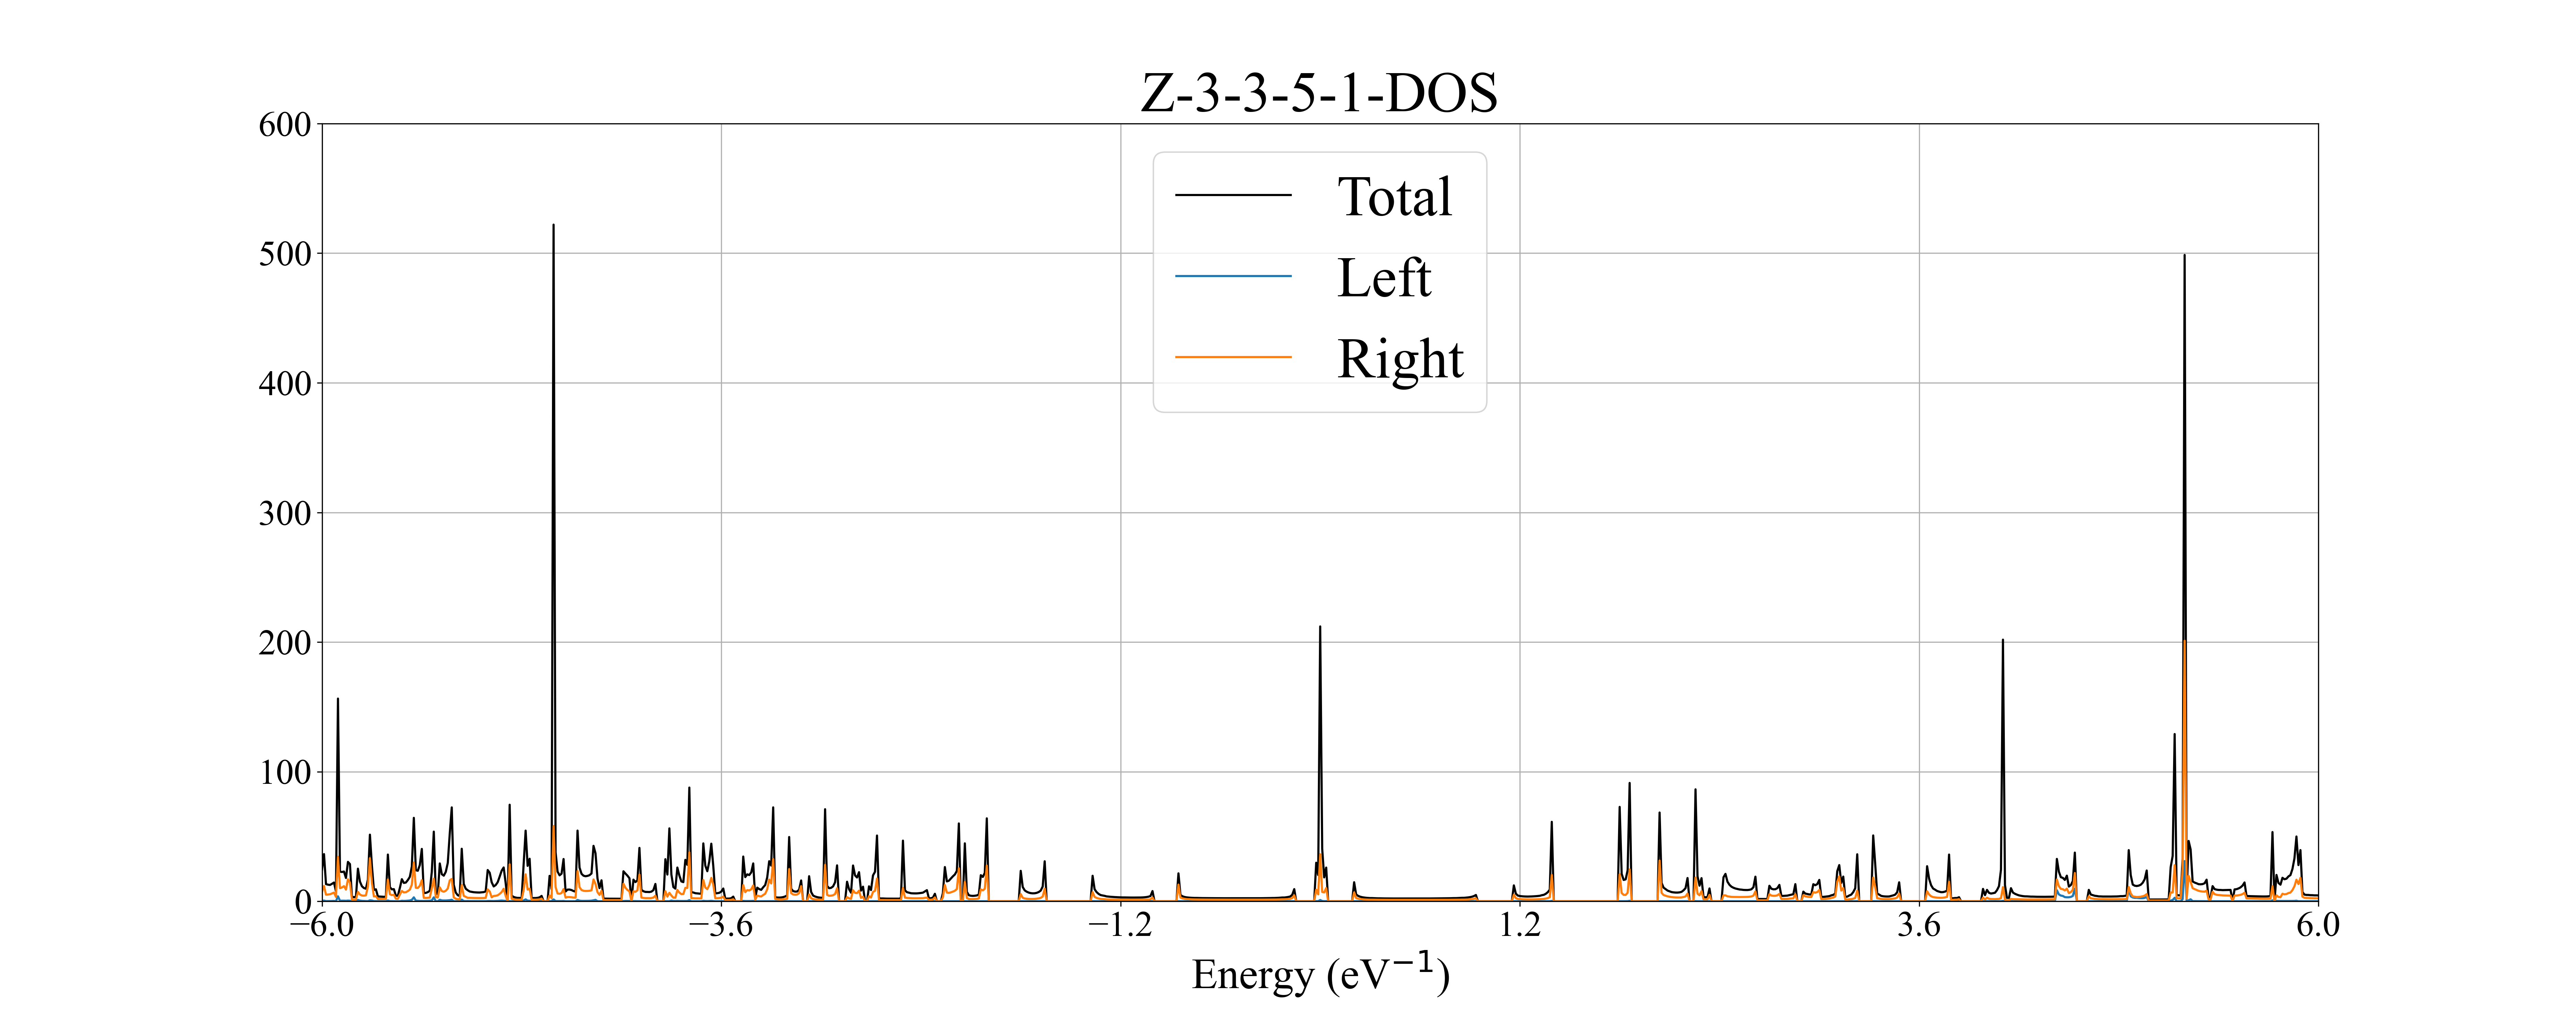 Z-3-3-5-1-DOS
600
500
400
300
200
100
0
Total
Left
Right
−6.0 −3.6 −1.2 1.2 3.6 6.0
Energy (eV⁻¹)